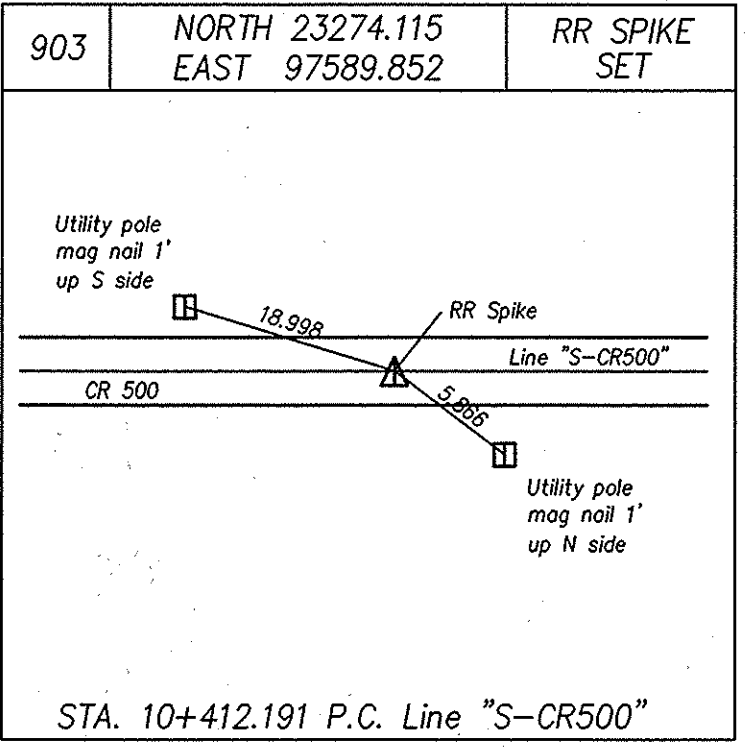 903
NORTH 23274.115
EAST 97589.852
RR SPIKE
SET
Utility pole
mag nail 1'
up S side
18.998
RR Spike
Line "S-CR500"
CR 500
5.866
Utility pole
mag nail 1'
up N side
STA. 10+412.191 P.C. Line "S-CR500"